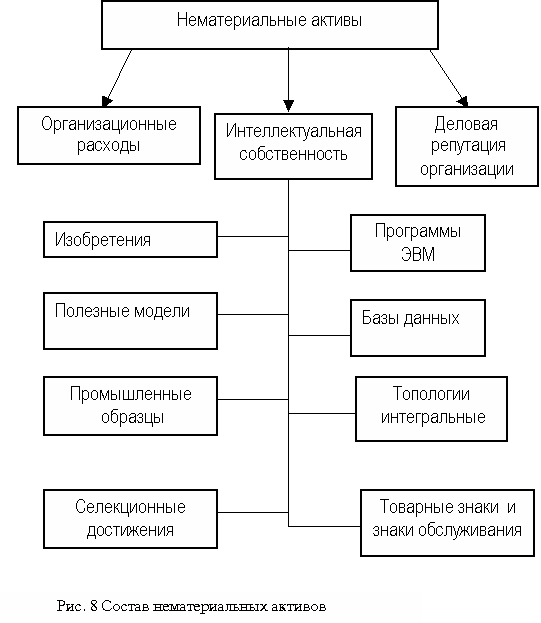 Нематериальные активы
Организационные
расходы
Интеллектуальная
собственность
Деловая
репутация
организации
Изобретения
Программы
ЭВМ
Полезные модели
Базы данных
Промышленные
образцы
Топологии
интегральные
Селекционные
достижения
Товарные знаки и
знаки обслуживания
Рис. 8 Состав нематериальных активов